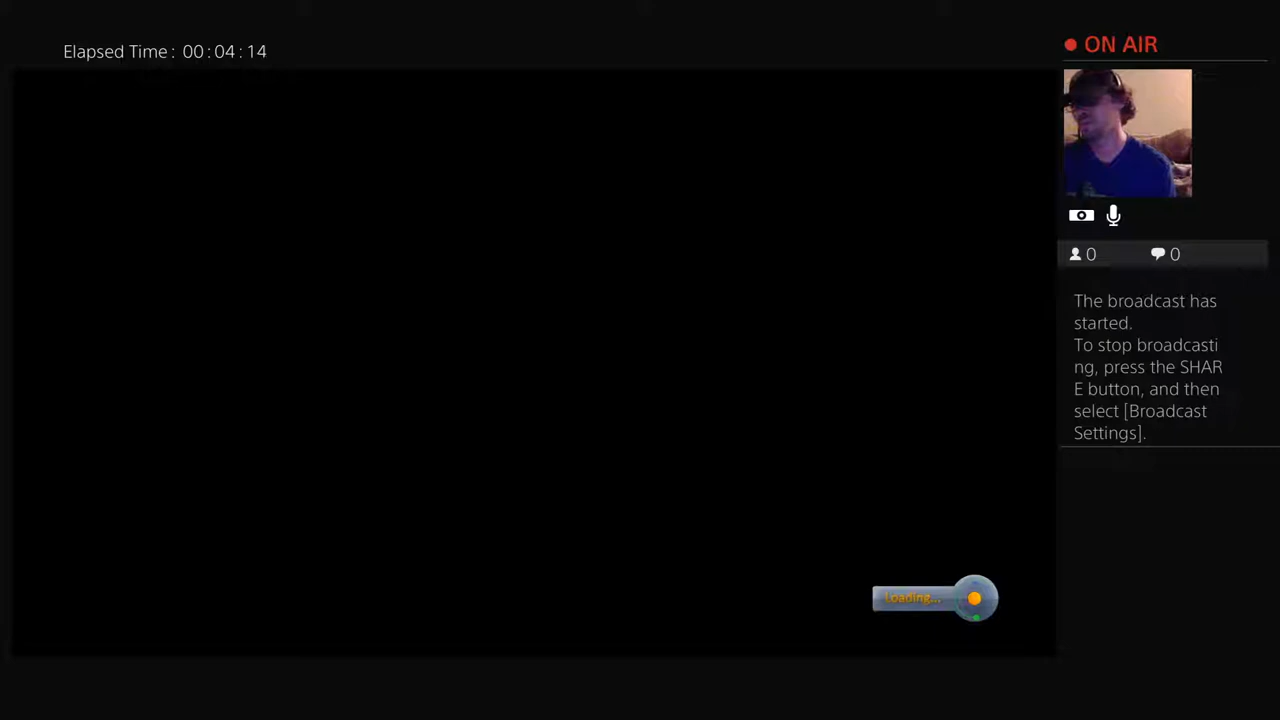 Elapsed Time: 00:04:14
ON AIR
0 0
The broadcast has
started.
To stop broadcasti
ng, press the SHAR
E button, and then
select [Broadcast
Settings].
Loading...